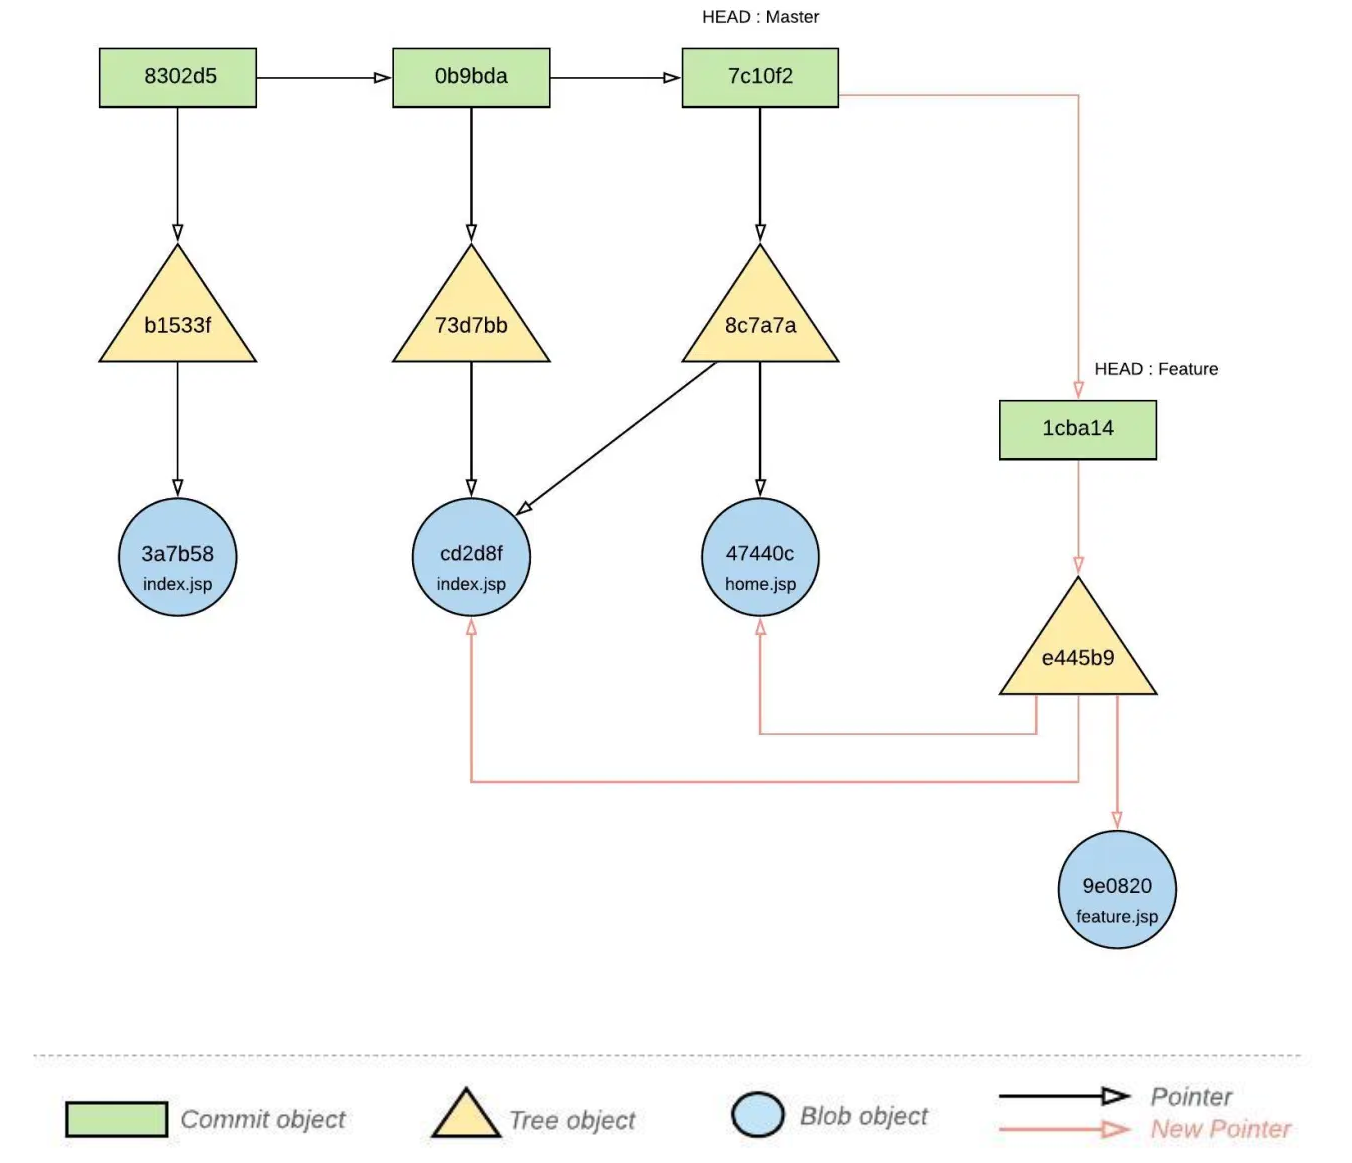 HEAD : Master
8302d5
0b9bda
7c10f2
b1533f
73d7bb
8c7a7a
HEAD : Feature
1cba14
3a7b58
index.jsp
cd2d8f
index.jsp
47440c
home.jsp
e445b9
9e0820
feature.jsp
Commit object
Tree object
Blob object
Pointer
New Pointer